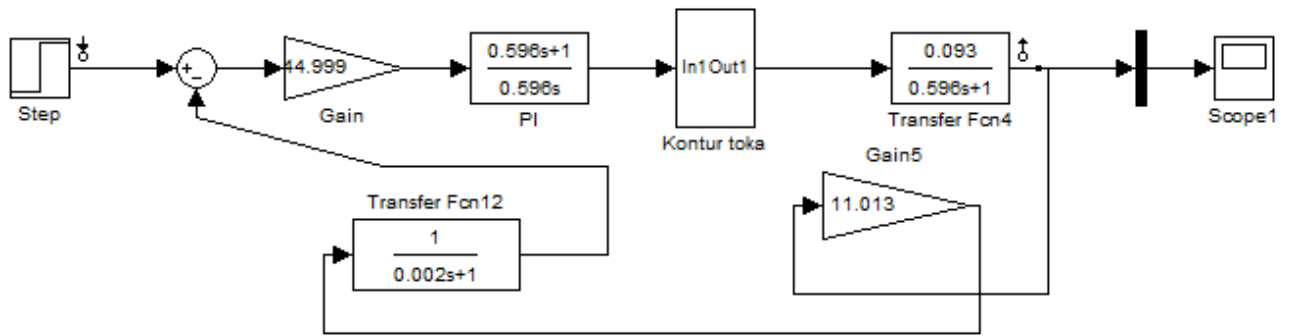 Step
+
-
44.999
Gain
0.596s+1
0.596s
PI
In1Out1
Kontur toka
0.093
0.596s+1
Transfer Fcn4
Scope1
Gain5
11.013
Transfer Fcn12
1
0.002s+1